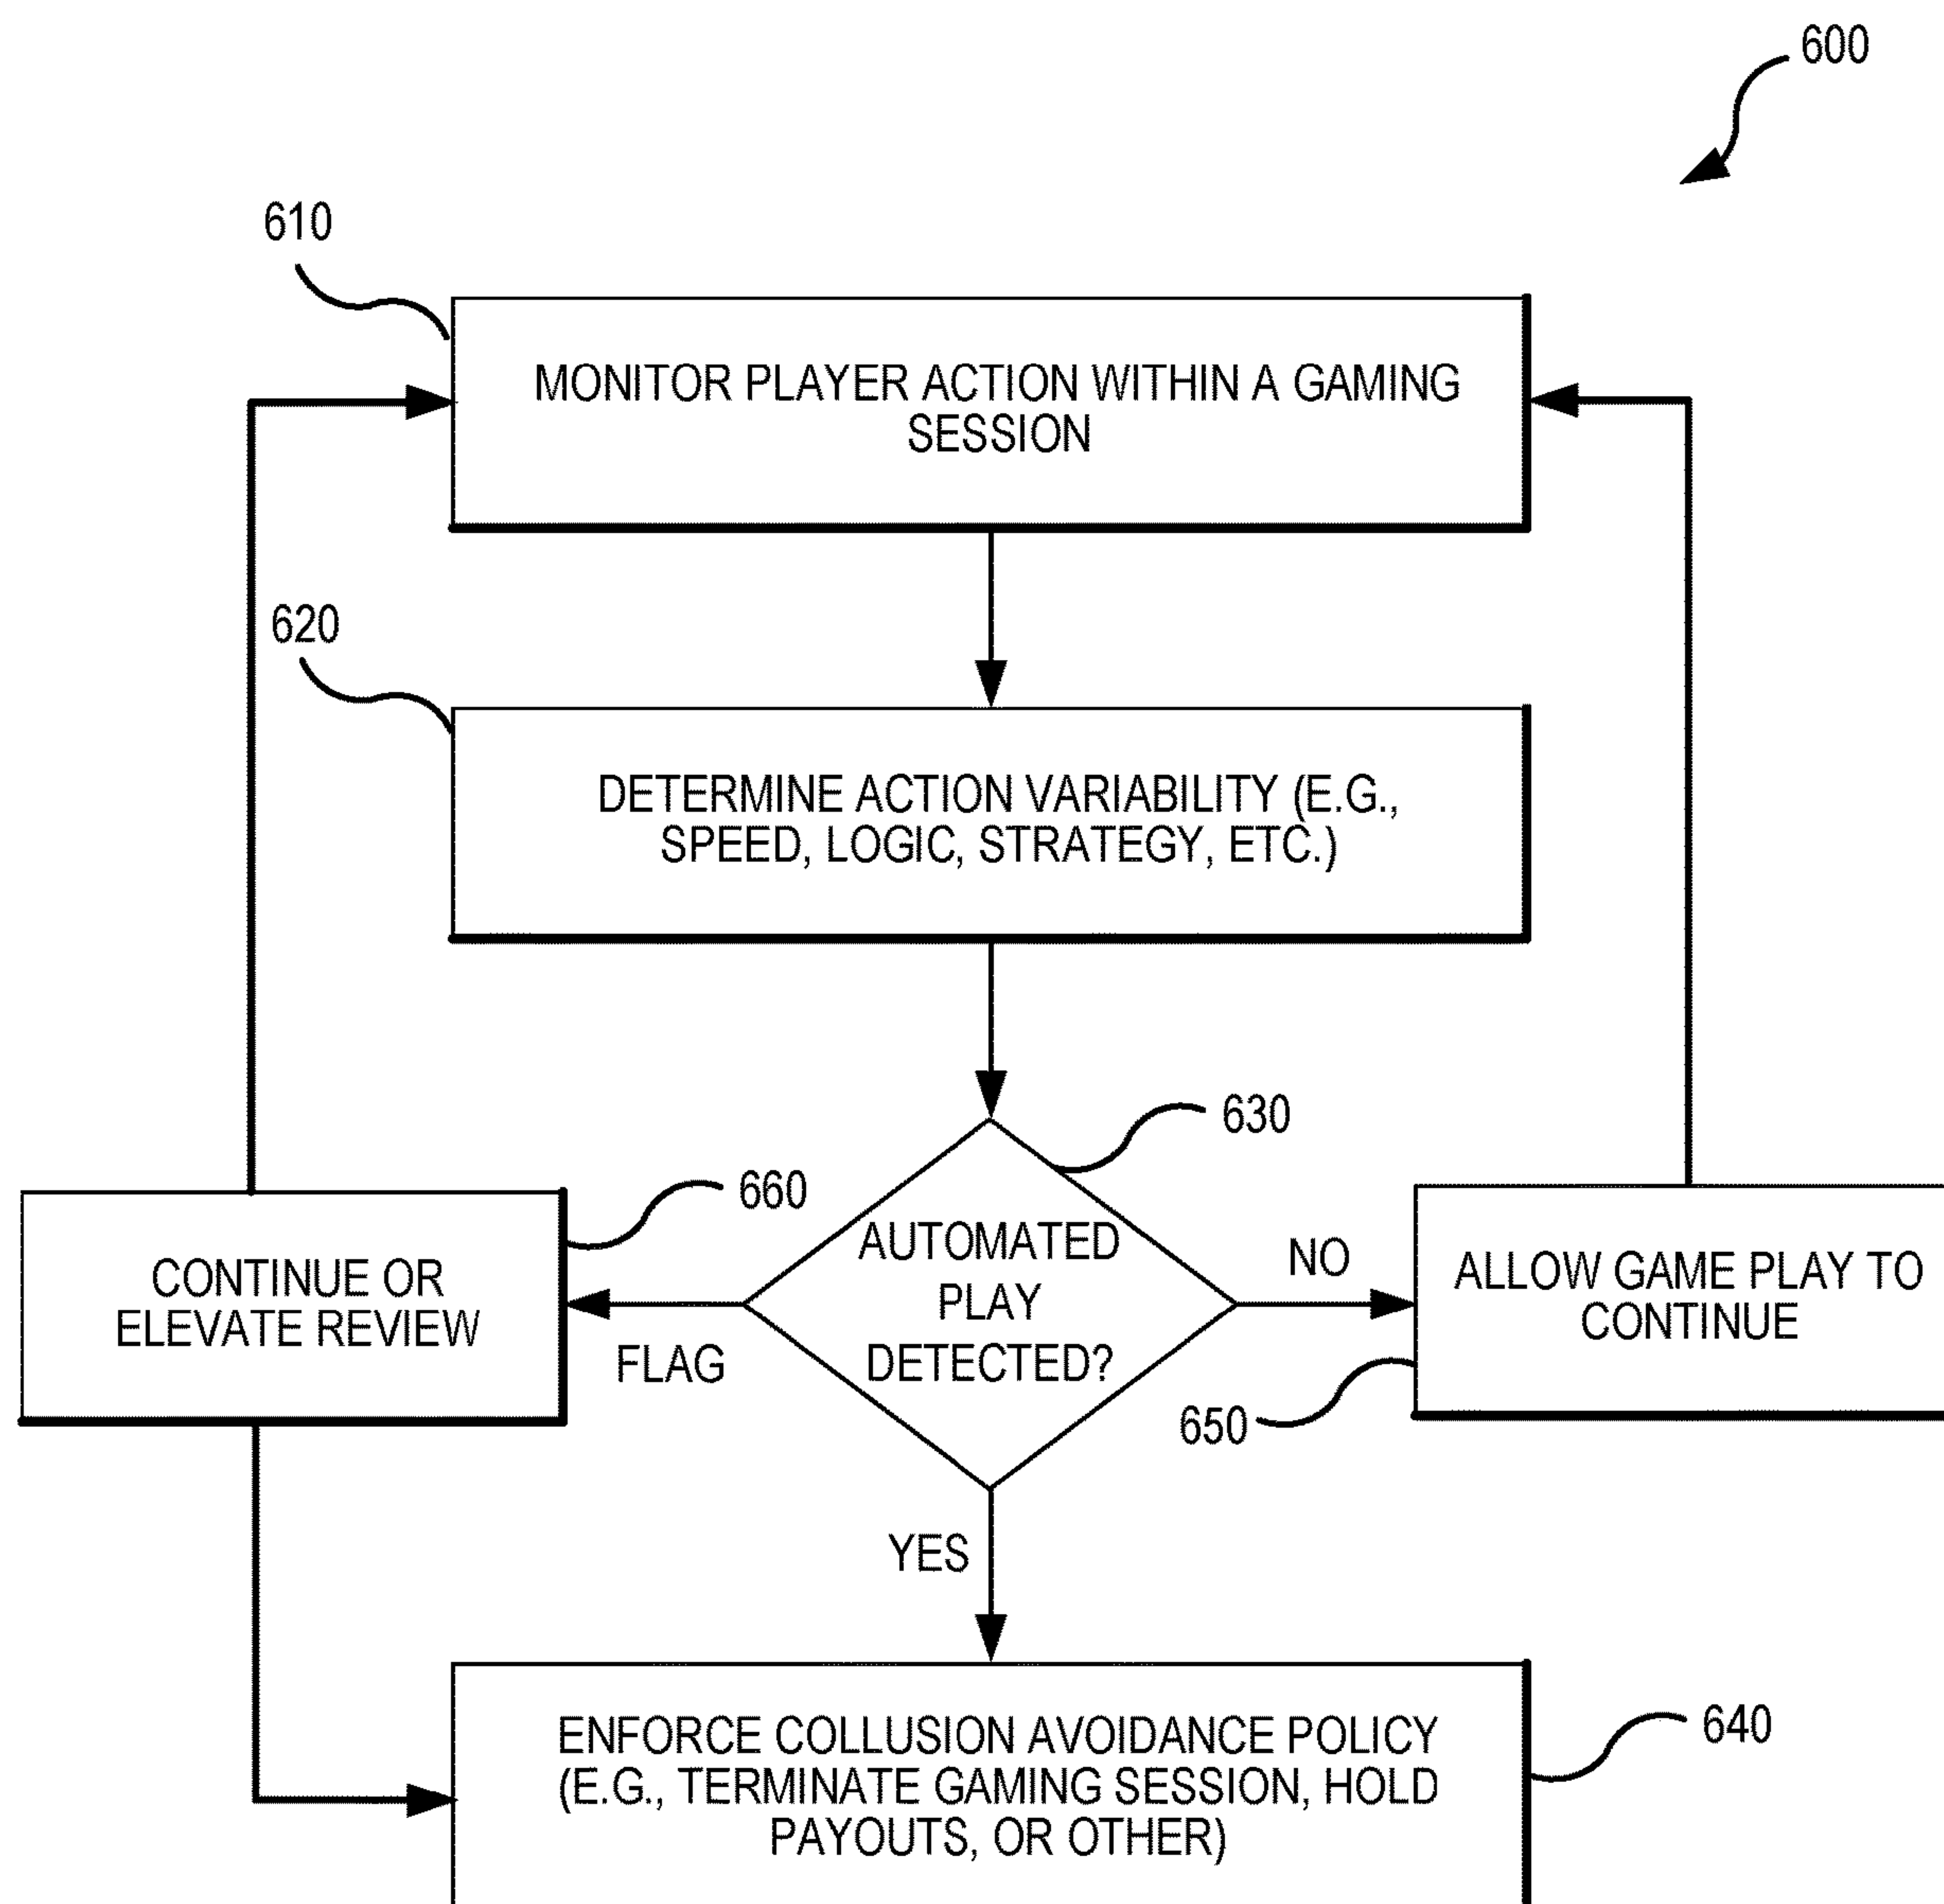 600
610
MONITOR PLAYER ACTION WITHIN A GAMING
SESSION
620
DETERMINE ACTION VARIABILITY (E.G.,
SPEED, LOGIC, STRATEGY, ETC.)
630
AUTOMATED
PLAY
DETECTED?
660
CONTINUE OR
ELEVATE REVIEW
FLAG
NO
ALLOW GAME PLAY TO
CONTINUE
650
YES
ENFORCE COLLUSION AVOIDANCE POLICY
(E.G., TERMINATE GAMING SESSION, HOLD
PAYOUTS, OR OTHER)
640